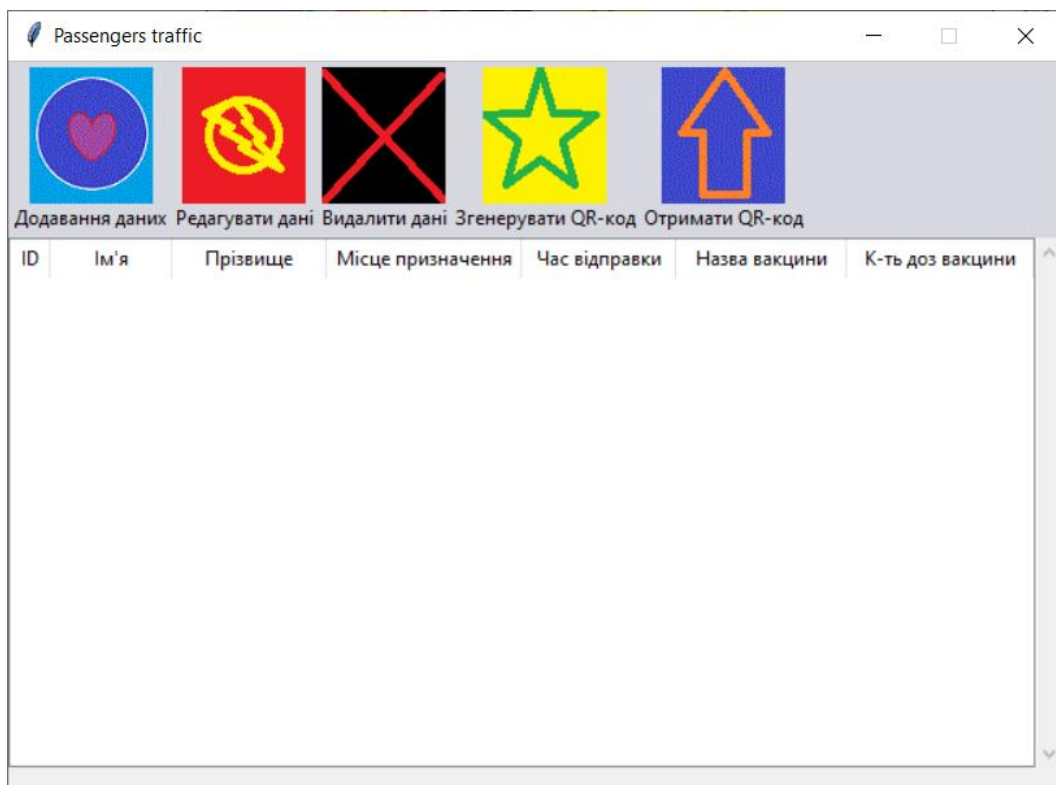 Passengers traffic
Додавання даних Редагувати дані Видалити дані Згенерувати QR-код Отримати QR-код
ID Ім'я Прізвище Місце призначення Час відправки Назва вакцини К-ть доз вакцини